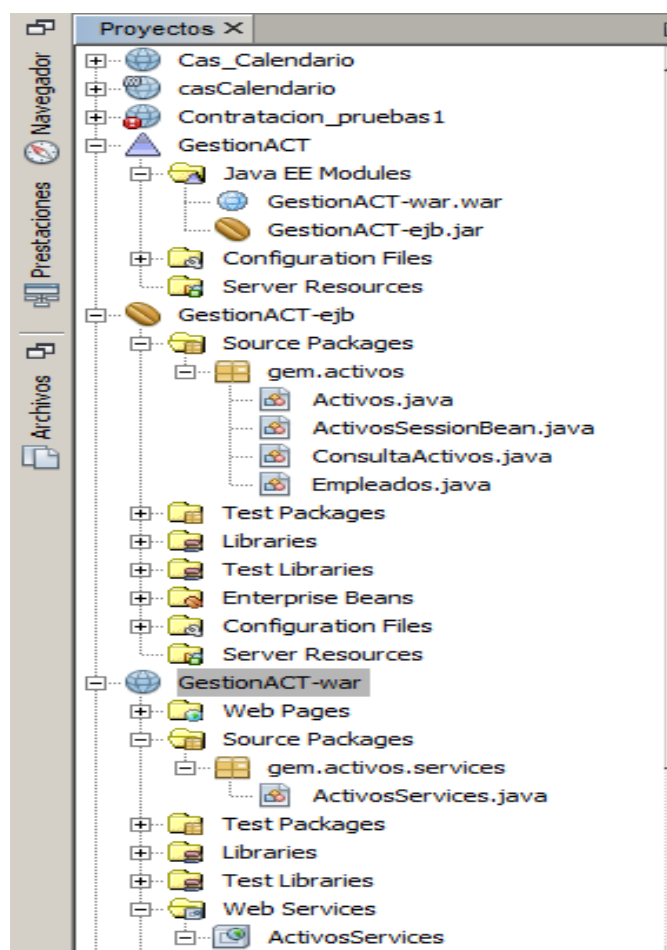 Proyectos
Navegador
Prestaciones
Archivos
Cas_Calendario
casCalendario
Contratacion_pruebas1
GestionACT
Java EE Modules
GestionACT-war.war
GestionACT-ejb.jar
Configuration Files
Server Resources
GestionACT-ejb
Source Packages
gem.activos
Activos.java
ActivosSessionBean.java
ConsultaActivos.java
Empleados.java
Test Packages
Libraries
Test Libraries
Enterprise Beans
Configuration Files
Server Resources
GestionACT-war
Web Pages
Source Packages
gem.activos.services
ActivosServices.java
Test Packages
Libraries
Test Libraries
Web Services
ActivosServices